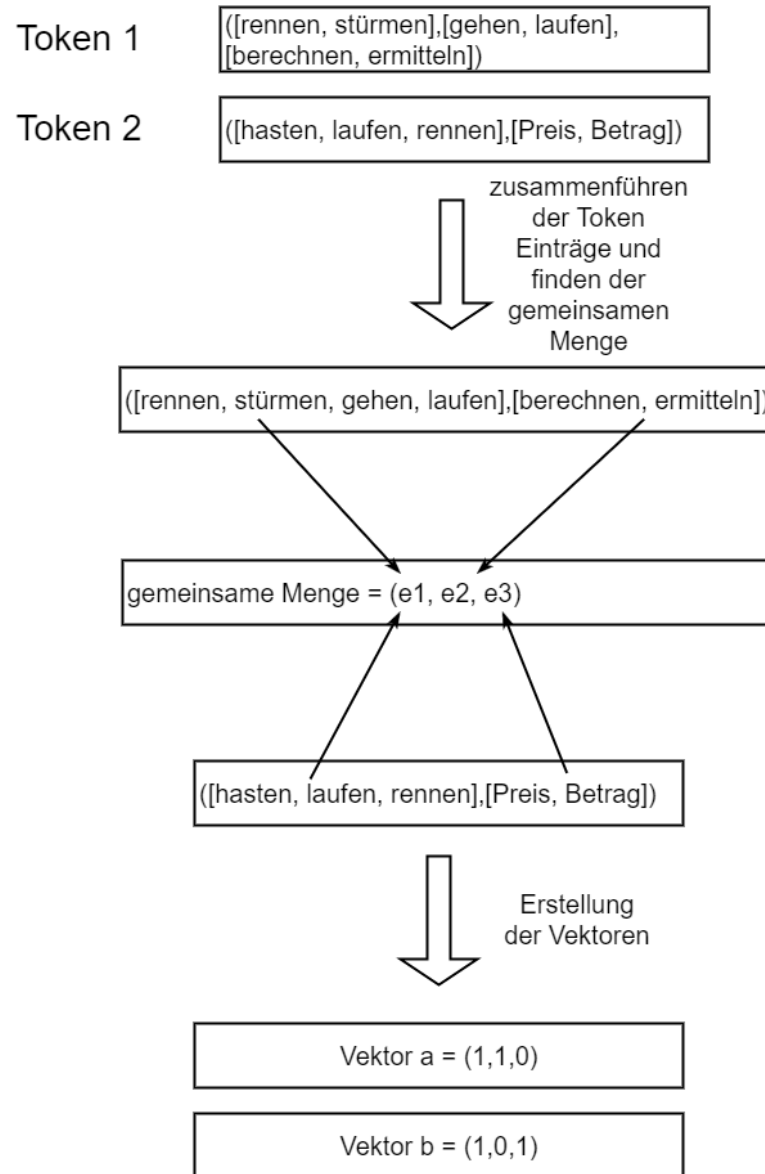 Token 1
([rennen, stürmen],[gehen, laufen],
[berechnen, ermitteln])
Token 2
([hasten, laufen, rennen],[Preis, Betrag])
zusammenführen
der Token
Einträge und
finden der
gemeinsamen
Menge
([rennen, stürmen, gehen, laufen],[berechnen, ermitteln])
gemeinsame Menge = (e1, e2, e3)
([hasten, laufen, rennen],[Preis, Betrag])
Erstellung
der Vektoren
Vektor a = (1,1,0)
Vektor b = (1,0,1)